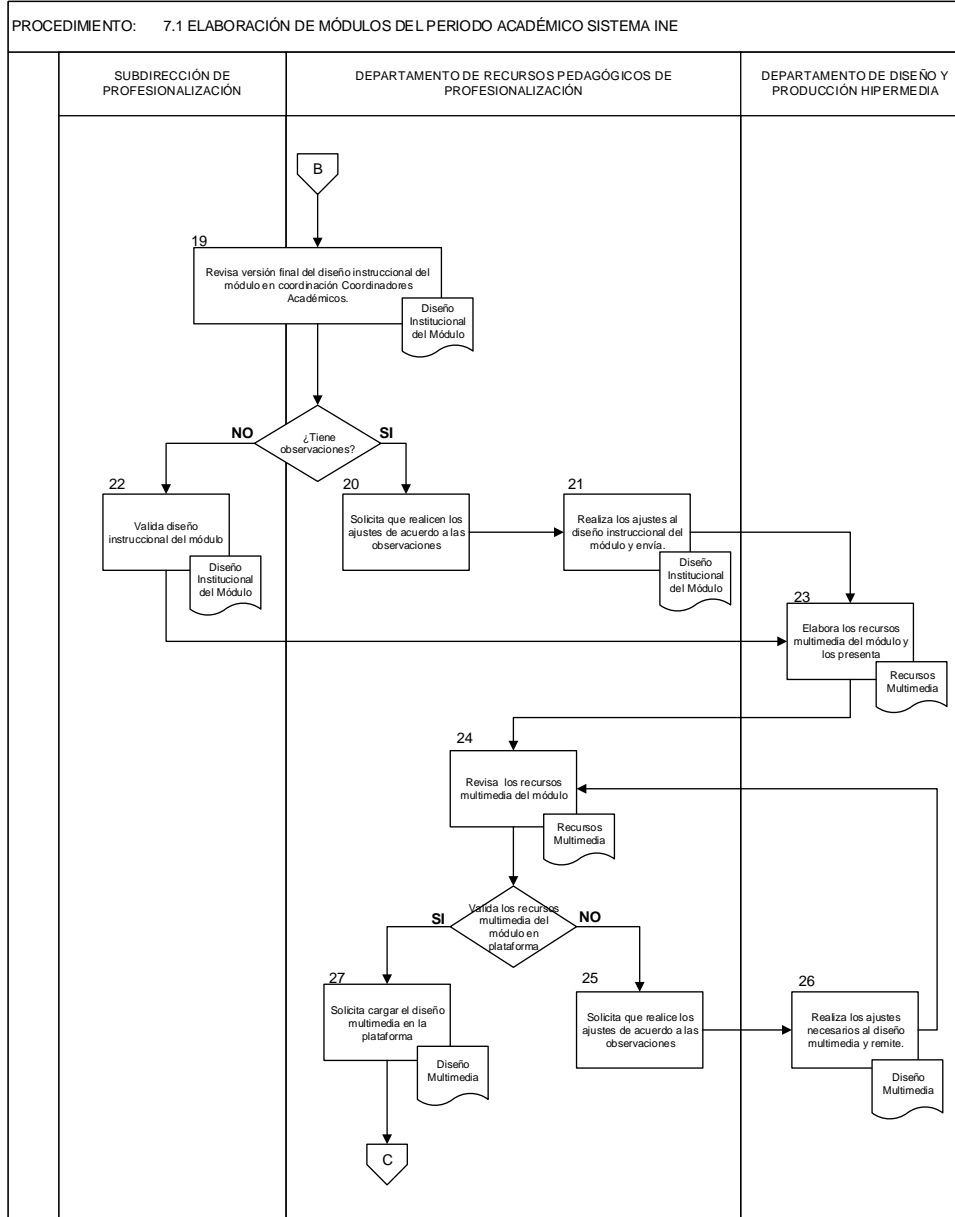 PROCEDIMIENTO: 7.1 ELABORACIÓN DE MÓDULOS DEL PERIODO ACADÉMICO SISTEMA INE
SUBDIRECCIÓN DE
PROFESIONALIZACIÓN
DEPARTAMENTO DE RECURSOS PEDAGÓGICOS DE
PROFESIONALIZACIÓN
DEPARTAMENTO DE DISEÑO Y
PRODUCCIÓN HIPERMEDIA
B
19
Revisa versión final del diseño instruccional del
módulo en coordinación Coordinadores
Académicos.
Diseño
Institucional
del Módulo
¿Tiene
observaciones?
NO
SI
22
Valida diseño
instruccional del módulo
Diseño
Institucional
del Módulo
20
Solicita que realicen los
ajustes de acuerdo a las
observaciones
21
Realiza los ajustes al
diseño instruccional del
módulo y envía.
Diseño
Institucional
del Módulo
23
Elabora los recursos
multimedia del módulo y
los presenta
Recursos
Multimedia
24
Revisa los recursos
multimedia del módulo
Recursos
Multimedia
Valida los recursos
multimedia del
módulo en
plataforma
SI
NO
27
Solicita cargar el diseño
multimedia en la
plataforma
Diseño
Multimedia
25
Solicita que realice los
ajustes de acuerdo a las
observaciones
26
Realiza los ajustes
necesarios al diseño
multimedia y remite.
Diseño
Multimedia
C